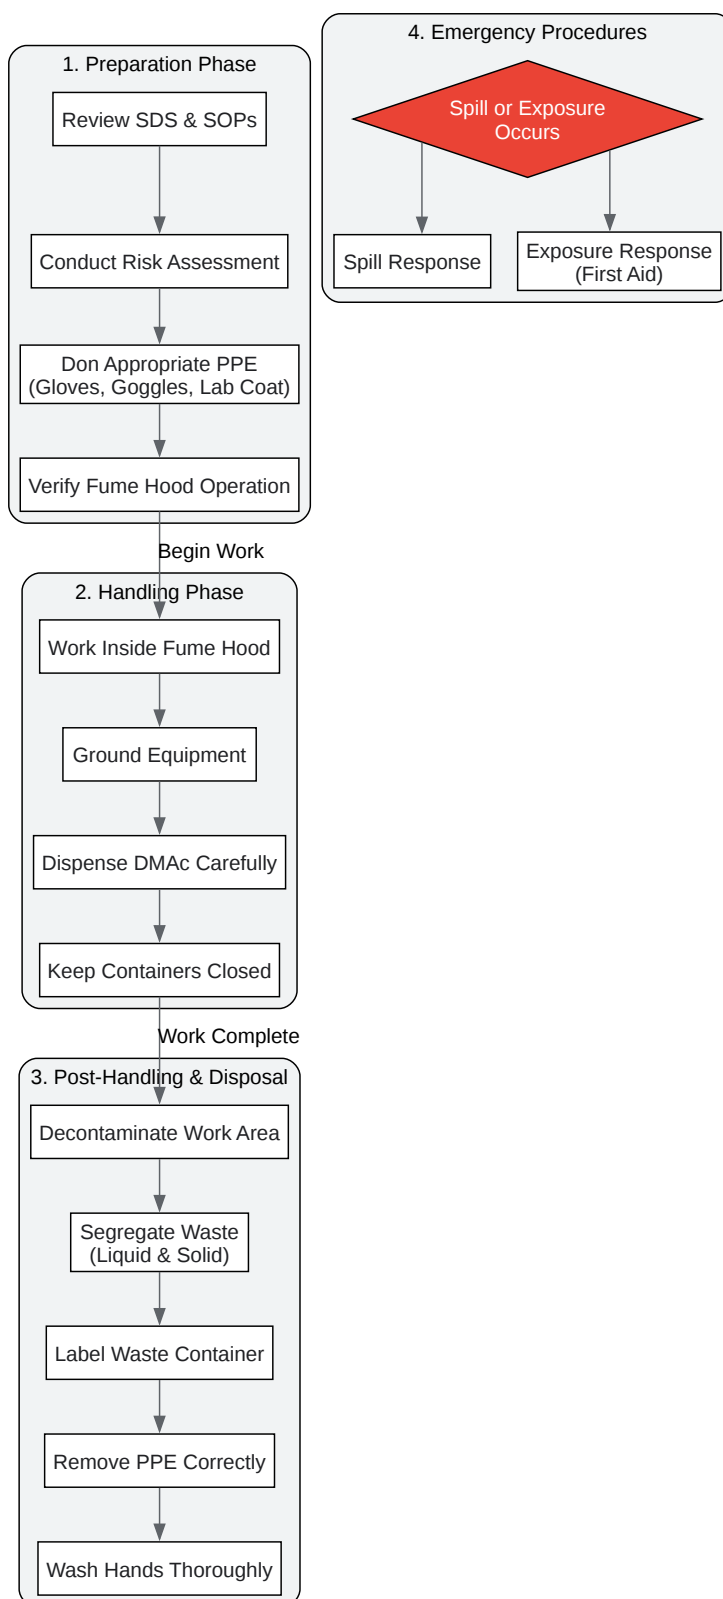 1. Preparation Phase
Review SDS & SOPs
Conduct Risk Assessment
Don Appropriate PPE
(Gloves, Goggles, Lab Coat)
Verify Fume Hood Operation
Begin Work
2. Handling Phase
Work Inside Fume Hood
Ground Equipment
Dispense DMAc Carefully
Keep Containers Closed
Work Complete
3. Post-Handling & Disposal
Decontaminate Work Area
Segregate Waste
(Liquid & Solid)
Label Waste Container
Remove PPE Correctly
Wash Hands Thoroughly
4. Emergency Procedures
Spill or Exposure
Occurs
Spill Response
Exposure Response
(First Aid)